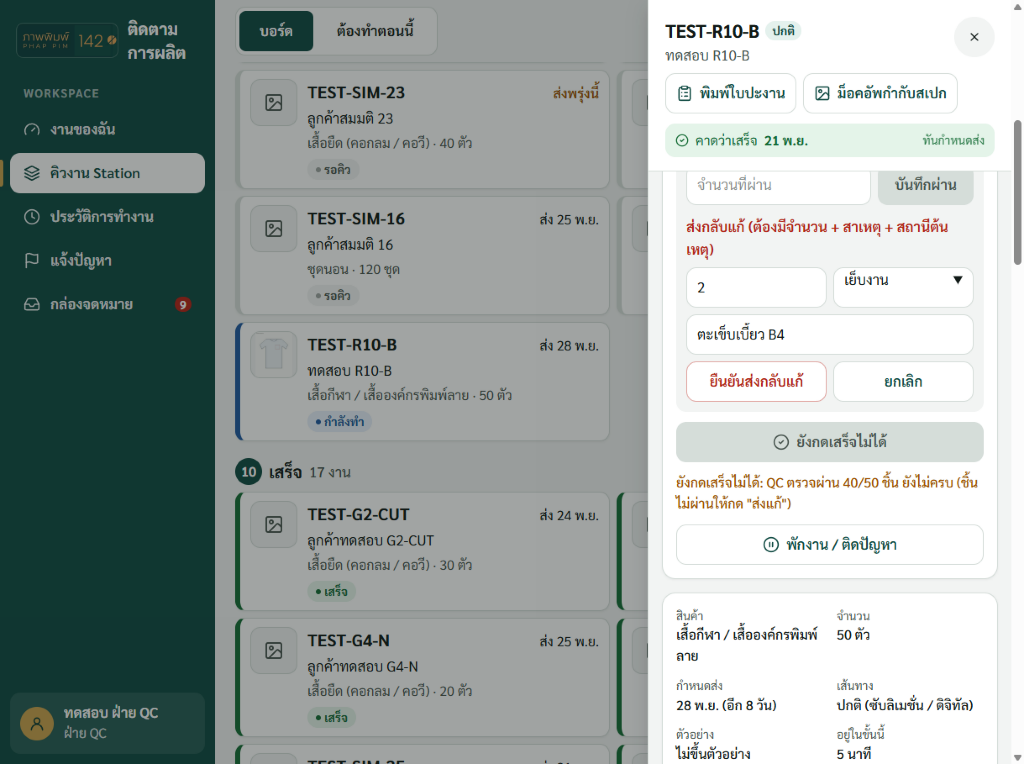 ภาพพิมพ์
PHAP PIM
142
ติดตาม
การผลิต
WORKSPACE
งานของฉัน
คิวงาน Station
ประวัติการทำงาน
แจ้งปัญหา
กล่องจดหมาย
9
ทดสอบ ฝ่าย QC
ฝ่าย QC
บอร์ด
ต้องทำตอนนี้
TEST-SIM-23
ส่งพรุ่งนี้
ลูกค้าสมมติ 23
เสื้อยืด (คอกลม / คอวี) · 40 ตัว
รอคิว
TEST-SIM-16
ส่ง 25 พ.ย.
ลูกค้าสมมติ 16
ชุดนอน · 120 ชุด
รอคิว
TEST-R10-B
ส่ง 28 พ.ย.
ทดสอบ R10-B
เสื้อกีฬา / เสื้อองค์กรพิมพ์ลาย · 50 ตัว
กำลังทำ
10 เสร็จ 17 งาน
TEST-G2-CUT
ส่ง 24 พ.ย.
ลูกค้าทดสอบ G2-CUT
เสื้อยืด (คอกลม / คอวี) · 30 ตัว
เสร็จ
TEST-G4-N
ส่ง 25 พ.ย.
ลูกค้าทดสอบ G4-N
เสื้อยืด (คอกลม / คอวี) · 20 ตัว
เสร็จ
TEST-R10-B ปกติ
ทดสอบ R10-B
พิมพ์ใบปะงาน
ม็อคอัพกำกับสเปก
คาดว่าเสร็จ 21 พ.ย.
ทันกำหนดส่ง
จำนวนที่ผ่าน
บันทึกผ่าน
ส่งกลับแก้ (ต้องมีจำนวน + สาเหตุ + สถานีต้น
เหตุ)
2
เย็บงาน
ตะเข็บเบี้ยว B4
ยืนยันส่งกลับแก้
ยกเลิก
ยังกดเสร็จไม่ได้
ยังกดเสร็จไม่ได้: QC ตรวจผ่าน 40/50 ชิ้น ยังไม่ครบ (ชิ้น
ไม่ผ่านให้กด "ส่งแก้")
พักงาน / ติดปัญหา
สินค้า
เสื้อกีฬา / เสื้อองค์กรพิมพ์
ลาย
จำนวน
50 ตัว
กำหนดส่ง
28 พ.ย. (อีก 8 วัน)
เส้นทาง
ปกติ (ซับลิเมชั่น / ดิจิทัล)
ตัวอย่าง
ไม่ขึ้นตัวอย่าง
อยู่ในขั้นนี้
5 นาที